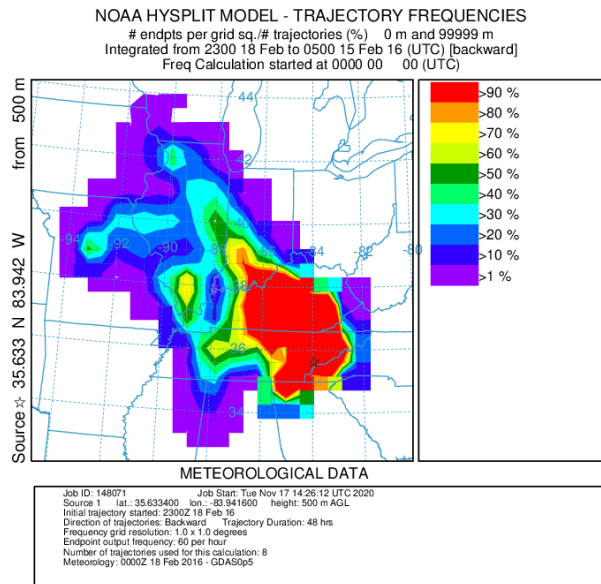 NOAA HYSPLIT MODEL - TRAJECTORY FREQUENCIES
# endpts per grid sq./# trajectories (%) 0 m and 99999 m
Integrated from 2300 18 Feb to 0500 15 Feb 16 (UTC) [backward]
Freq Calculation started at 0000 00 00 (UTC)
Source ☆ 35.633 N 83.942 W from 500 m
44
42
40
-94
-92
-90
-86
-84
-82
-80
38
36
34
>90 %
>80 %
>70 %
>60 %
>50 %
>40 %
>30 %
>20 %
>10 %
>1 %
METEOROLOGICAL DATA
Job ID: 148071 Job Start: Tue Nov 17 14:26:12 UTC 2020
Source 1 lat.: 35.633400 lon.: -83.941600 height: 500 m AGL
Initial trajectory started: 2300Z 18 Feb 16
Direction of trajectories: Backward Trajectory Duration: 48 hrs
Frequency grid resolution: 1.0 x 1.0 degrees
Endpoint output frequency: 60 per hour
Number of trajectories used for this calculation: 8
Meteorology: 0000Z 18 Feb 2016 - GDAS0p5